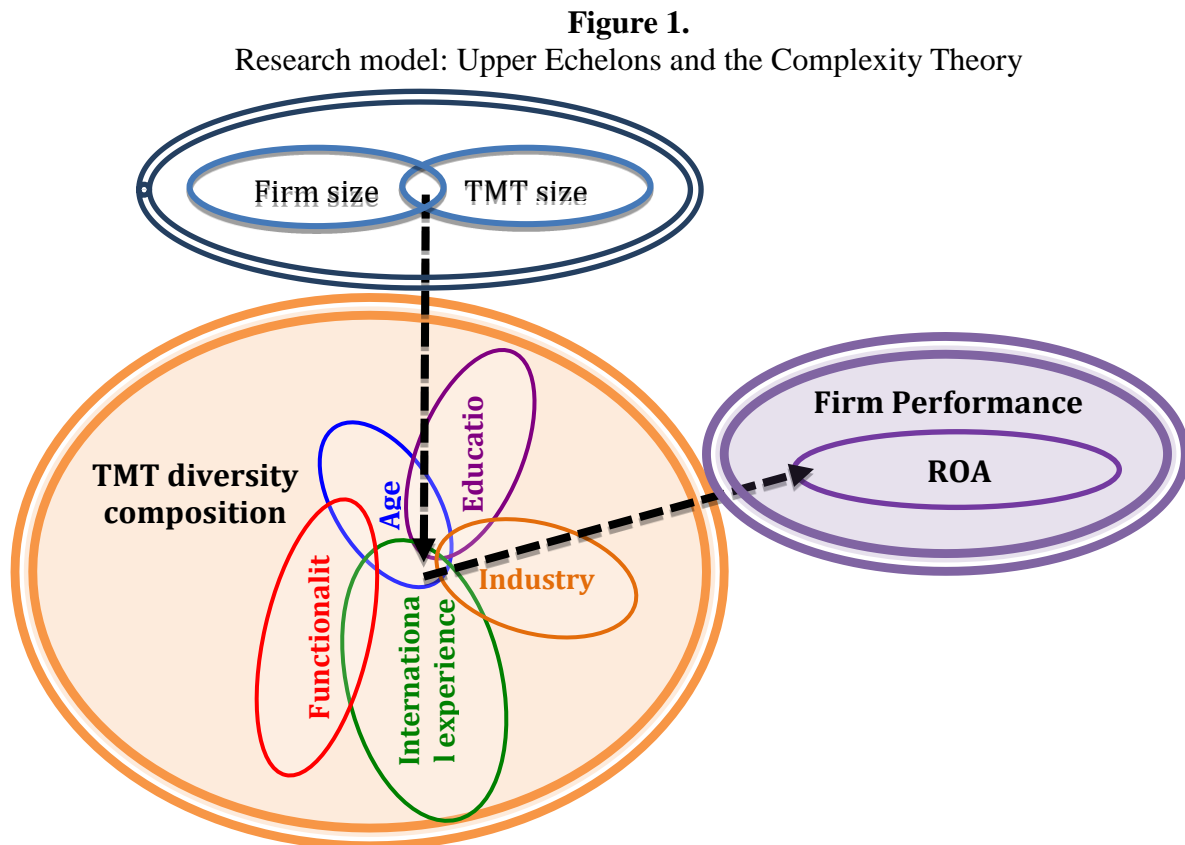 Figure 1.
Research model: Upper Echelons and the Complexity Theory
Firm size
TMT size
TMT diversity
composition
Age
Educatio
Functionalit
Internationa
l experience
Industry
Firm Performance
ROA